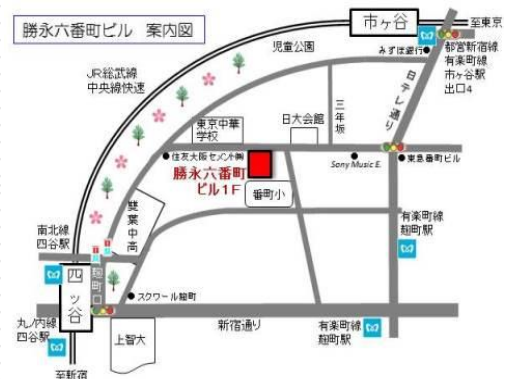 勝永六番町ビル 案内図
市ヶ谷
至東京
児童公園
みずほ銀行
都営新宿線
有楽町線
市ヶ谷駅
出口4
JR総武線
中央線快速
日テレ通り
三年坂
日大会館
東京中華
学校
住友大阪セメント㈱
Sony Music E.
東急番町ビル
勝永六番町
ビル1F
番町小
雙葉中高
有楽町線
麹町駅
南北線
四谷駅
四ッ谷
麹町口
スクワール麹町
新宿通り
有楽町線
麹町駅
丸ノ内線
四谷駅
上智大
至新宿